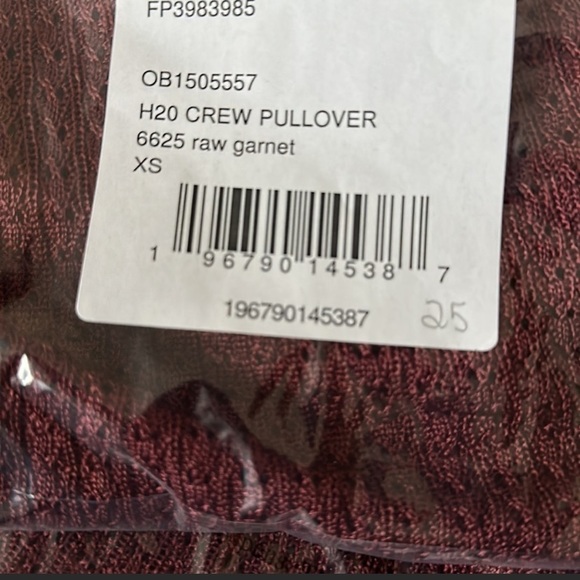 FP3983985
OB1505557
H20 CREW PULLOVER
6625 raw garnet
XS
1 96790 14538 7
196790145387 25